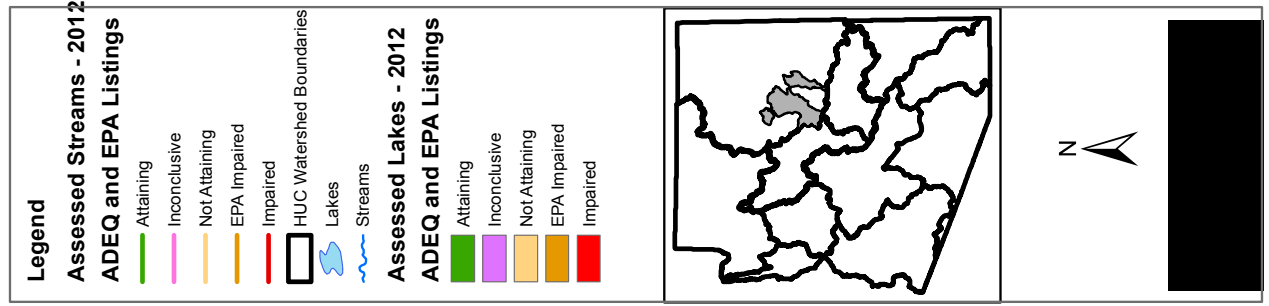 Legend
Assessed Streams - 2012
ADEQ and EPA Listings
Attaining
Inconclusive
Not Attaining
EPA Impaired
Impaired
HUC Watershed Boundaries
Lakes
Streams
Assessed Lakes - 2012
ADEQ and EPA Listings
Attaining
Inconclusive
Not Attaining
EPA Impaired
Impaired
N